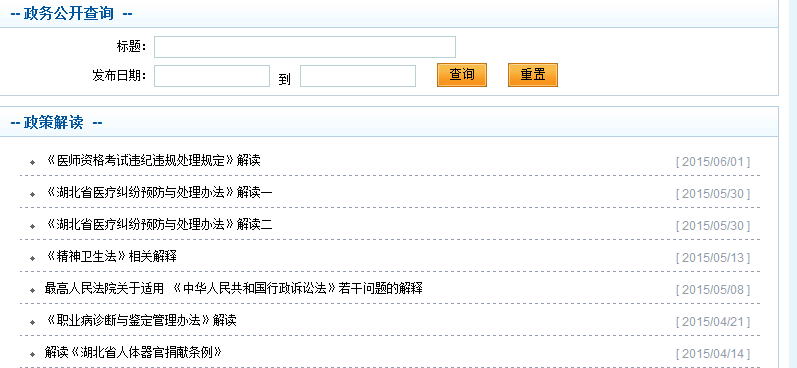 -- 政务公开查询 --
标题：
发布日期： 到 查询 重置
-- 政策解读 --
《医师资格考试违纪违规处理规定》解读 [ 2015/06/01 ]
《湖北省医疗纠纷预防与处理办法》解读一 [ 2015/05/30 ]
《湖北省医疗纠纷预防与处理办法》解读二 [ 2015/05/30 ]
《精神卫生法》相关解释 [ 2015/05/13 ]
最高人民法院关于适用 《中华人民共和国行政诉讼法》若干问题的解释 [ 2015/05/08 ]
《职业病诊断与鉴定管理办法》解读 [ 2015/04/21 ]
解读《湖北省人体器官捐献条例》 [ 2015/04/14 ]